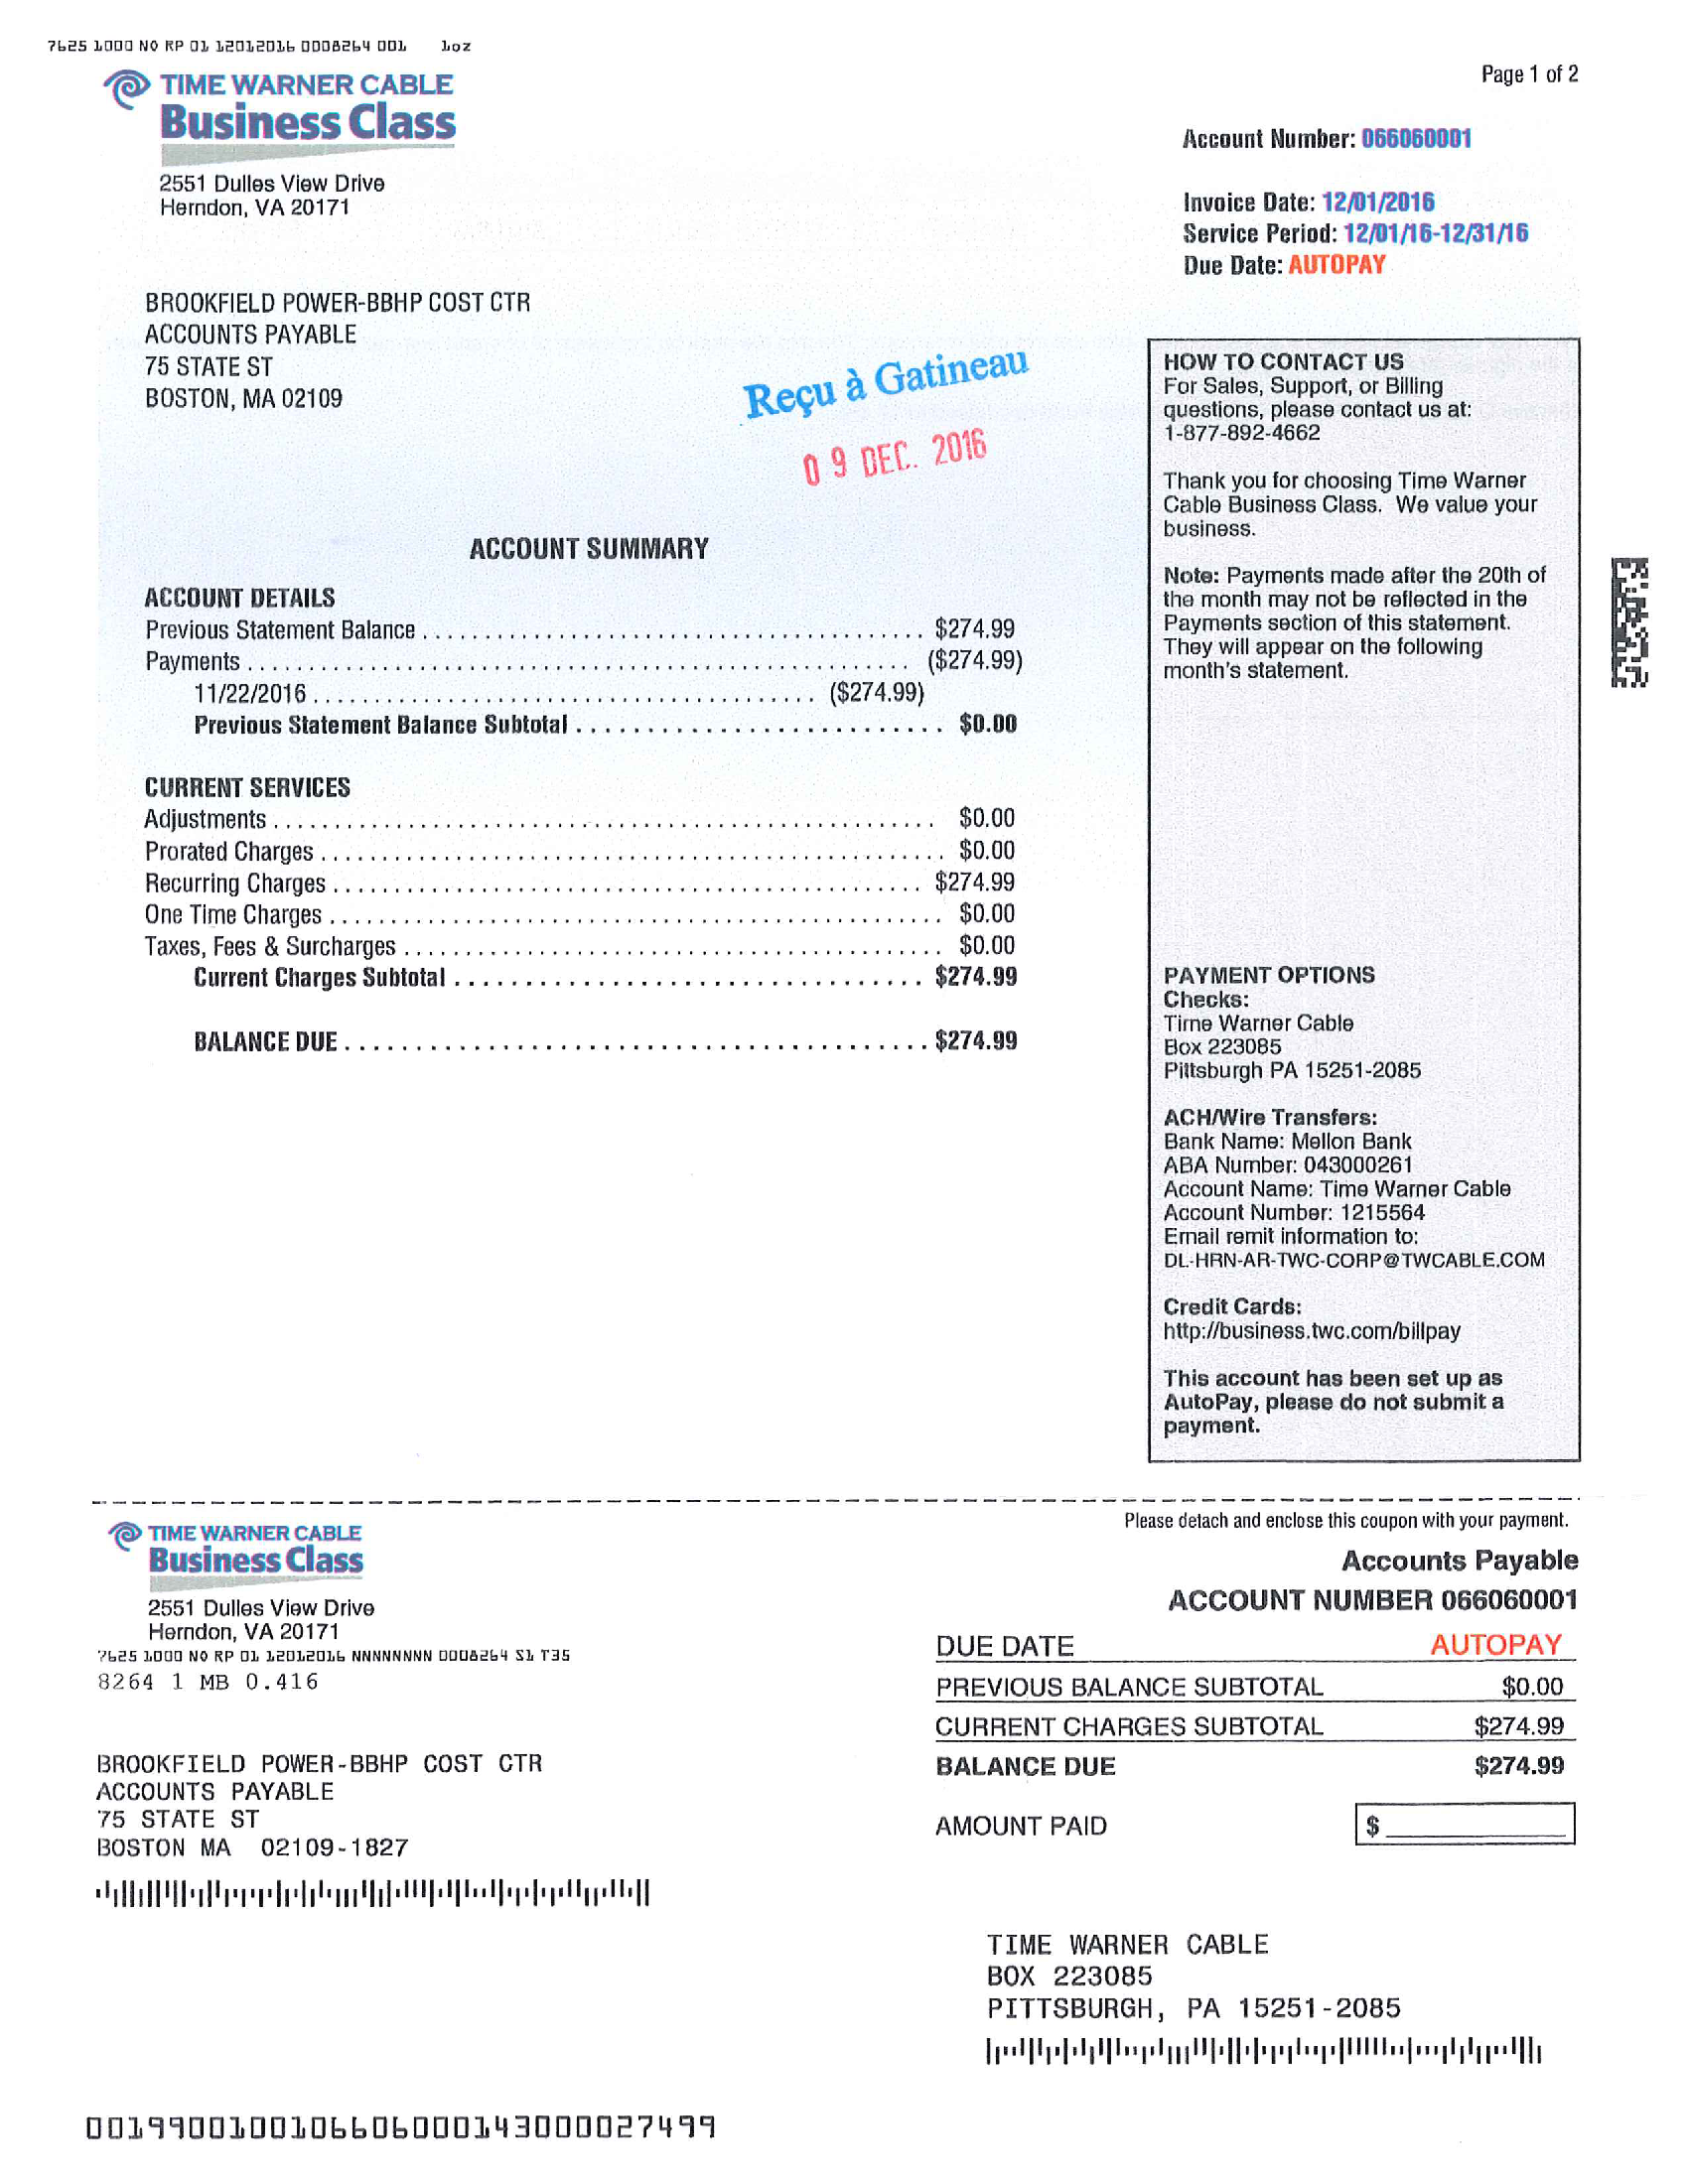 7625 1000 NO RP 01 12012016 0008264 001 1oz
TIME WARNER CABLE
Business Class
2551 Dulles View Drive
Herndon, VA 20171
Page 1 of 2
Account Number: 066060001
Invoice Date: 12/01/2016
Service Period: 12/01/16-12/31/16
Due Date: AUTOPAY
BROOKFIELD POWER-BBHP COST CTR
ACCOUNTS PAYABLE
75 STATE ST
BOSTON, MA 02109
Reçu à Gatineau
09 DEC. 2016
ACCOUNT SUMMARY
ACCOUNT DETAILS
Previous Statement Balance $274.99
Payments ($274.99)
11/22/2016 ($274.99)
Previous Statement Balance Subtotal $0.00
CURRENT SERVICES
Adjustments $0.00
Prorated Charges $0.00
Recurring Charges $274.99
One Time Charges $0.00
Taxes, Fees & Surcharges $0.00
Current Charges Subtotal $274.99
BALANCE DUE $274.99
HOW TO CONTACT US
For Sales, Support, or Billing
questions, please contact us at:
1-877-892-4662
Thank you for choosing Time Warner
Cable Business Class. We value your
business.
Note: Payments made after the 20th of
the month may not be reflected in the
Payments section of this statement.
They will appear on the following
month's statement.
PAYMENT OPTIONS
Checks:
Time Warner Cable
Box 223085
Pittsburgh PA 15251-2085
ACH/Wire Transfers:
Bank Name: Mellon Bank
ABA Number: 043000261
Account Name: Time Warner Cable
Account Number: 1215564
Email remit information to:
DL-HRN-AR-TWC-CORP@TWCABLE.COM
Credit Cards:
http://business.twc.com/billpay
This account has been set up as
AutoPay, please do not submit a
payment.
Please detach and enclose this coupon with your payment.
TIME WARNER CABLE
Business Class
2551 Dulles View Drive
Herndon, VA 20171
7625 1000 NO RP 01 12012016 NNNNNNNN 0008264 S1 T35
8264 1 MB 0.416
BROOKFIELD POWER-BBHP COST CTR
ACCOUNTS PAYABLE
75 STATE ST
BOSTON MA 02109-1827
Accounts Payable
ACCOUNT NUMBER 066060001
DUE DATE AUTOPAY
PREVIOUS BALANCE SUBTOTAL $0.00
CURRENT CHARGES SUBTOTAL $274.99
BALANCE DUE $274.99
AMOUNT PAID $
TIME WARNER CABLE
BOX 223085
PITTSBURGH, PA 15251-2085
0019900100106606000143000027499